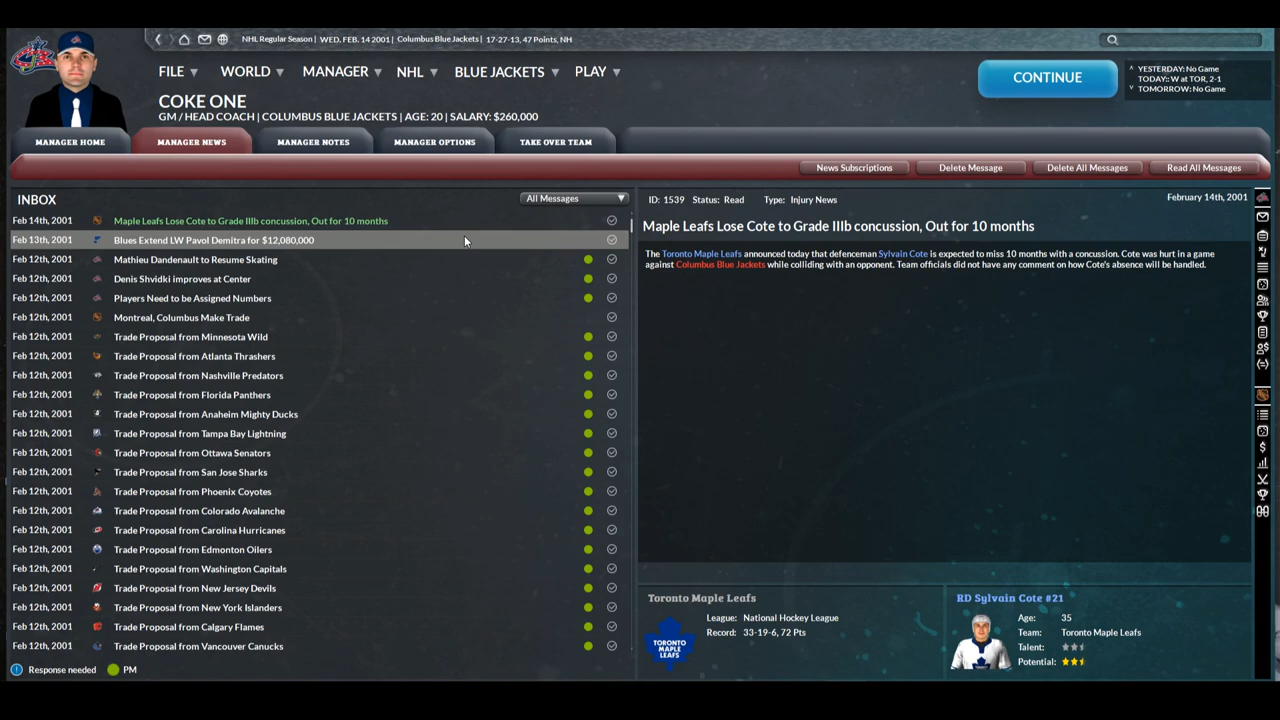 NHL Regular Season | WED. FEB. 14 2001 | Columbus Blue Jackets | 17-27-13, 47 Points, NH
FILE WORLD MANAGER NHL BLUE JACKETS PLAY
CONTINUE
YESTERDAY: No Game
TODAY:: W at TOR, 2-1
TOMORROW: No Game
COKE ONE
GM / HEAD COACH | COLUMBUS BLUE JACKETS | AGE: 20 | SALARY: $260,000
MANAGER HOME MANAGER NEWS MANAGER NOTES MANAGER OPTIONS TAKE OVER TEAM
News Subscriptions Delete Message Delete All Messages Read All Messages
INBOX
All Messages
Feb 14th, 2001 Maple Leafs Lose Cote to Grade IIIb concussion, Out for 10 months
Feb 13th, 2001 Blues Extend LW Pavol Demitra for $12,080,000
Feb 12th, 2001 Mathieu Dandenault to Resume Skating
Feb 12th, 2001 Denis Shvidki improves at Center
Feb 12th, 2001 Players Need to be Assigned Numbers
Feb 12th, 2001 Montreal, Columbus Make Trade
Feb 12th, 2001 Trade Proposal from Minnesota Wild
Feb 12th, 2001 Trade Proposal from Atlanta Thrashers
Feb 12th, 2001 Trade Proposal from Nashville Predators
Feb 12th, 2001 Trade Proposal from Florida Panthers
Feb 12th, 2001 Trade Proposal from Anaheim Mighty Ducks
Feb 12th, 2001 Trade Proposal from Tampa Bay Lightning
Feb 12th, 2001 Trade Proposal from Ottawa Senators
Feb 12th, 2001 Trade Proposal from San Jose Sharks
Feb 12th, 2001 Trade Proposal from Phoenix Coyotes
Feb 12th, 2001 Trade Proposal from Colorado Avalanche
Feb 12th, 2001 Trade Proposal from Carolina Hurricanes
Feb 12th, 2001 Trade Proposal from Edmonton Oilers
Feb 12th, 2001 Trade Proposal from Washington Capitals
Feb 12th, 2001 Trade Proposal from New Jersey Devils
Feb 12th, 2001 Trade Proposal from New York Islanders
Feb 12th, 2001 Trade Proposal from Calgary Flames
Feb 12th, 2001 Trade Proposal from Vancouver Canucks
Response needed PM
ID: 1539 Status: Read Type: Injury News February 14th, 2001
Maple Leafs Lose Cote to Grade IIIb concussion, Out for 10 months
The Toronto Maple Leafs announced today that defenceman Sylvain Cote is expected to miss 10 months with a concussion. Cote was hurt in a game
against Columbus Blue Jackets while colliding with an opponent. Team officials did not have any comment on how Cote's absence will be handled.
Toronto Maple Leafs
League: National Hockey League
Record: 33-19-6, 72 Pts
TORONTO
MAPLE
LEAFS
RD Sylvain Cote #21
Age: 35
Team: Toronto Maple Leafs
Talent:
Potential: